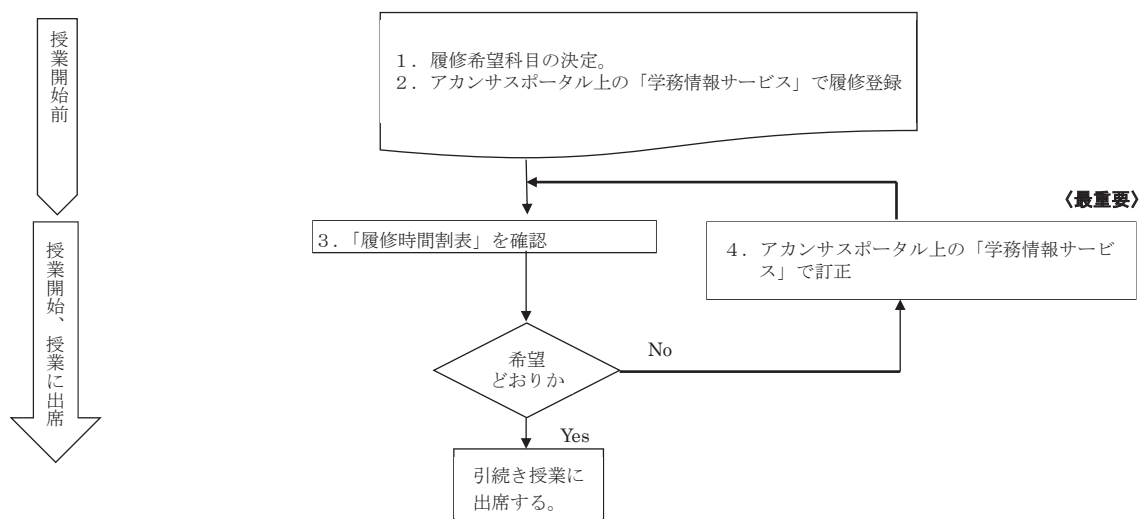 授業開始前
1．履修希望科目の決定。
2．アカンサスポータル上の「学務情報サービス」で履修登録
〈最重要〉
授業開始、授業に出席
3．「履修時間割表」を確認
4．アカンサスポータル上の「学務情報サービ
ス」で訂正
希望
どおりか
No
Yes
引続き授業に
出席する。